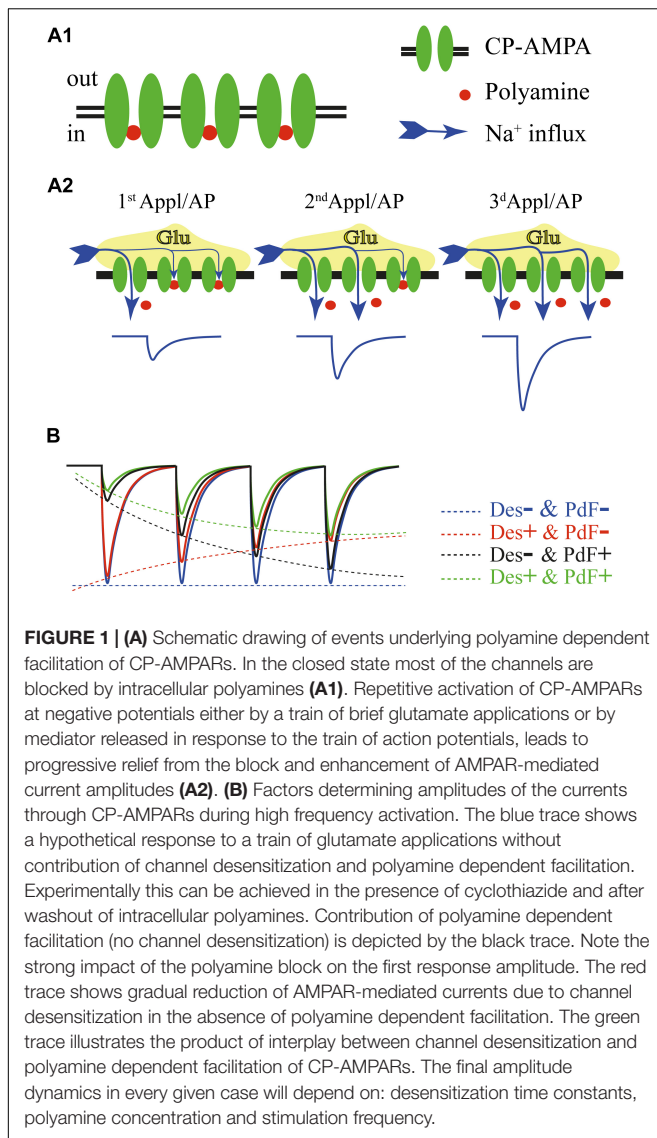 A1
CP-AMPA
out
in
Polyamine
Na⁺ influx
A2
1ˢᵗ Appl/AP
2ⁿᵈ Appl/AP
3ᵈ Appl/AP
Glu
Glu
Glu
B
Des− & PdF−
Des+ & PdF−
Des− & PdF+
Des+ & PdF+
FIGURE 1 | (A) Schematic drawing of events underlying polyamine dependent
facilitation of CP-AMPARs. In the closed state most of the channels are
blocked by intracellular polyamines (A1). Repetitive activation of CP-AMPARs
at negative potentials either by a train of brief glutamate applications or by
mediator released in response to the train of action potentials, leads to
progressive relief from the block and enhancement of AMPAR-mediated
current amplitudes (A2). (B) Factors determining amplitudes of the currents
through CP-AMPARs during high frequency activation. The blue trace shows
a hypothetical response to a train of glutamate applications without
contribution of channel desensitization and polyamine dependent facilitation.
Experimentally this can be achieved in the presence of cyclothiazide and after
washout of intracellular polyamines. Contribution of polyamine dependent
facilitation (no channel desensitization) is depicted by the black trace. Note the
strong impact of the polyamine block on the first response amplitude. The red
trace shows gradual reduction of AMPAR-mediated currents due to channel
desensitization in the absence of polyamine dependent facilitation. The green
trace illustrates the product of interplay between channel desensitization and
polyamine dependent facilitation of CP-AMPARs. The final amplitude
dynamics in every given case will depend on: desensitization time constants,
polyamine concentration and stimulation frequency.